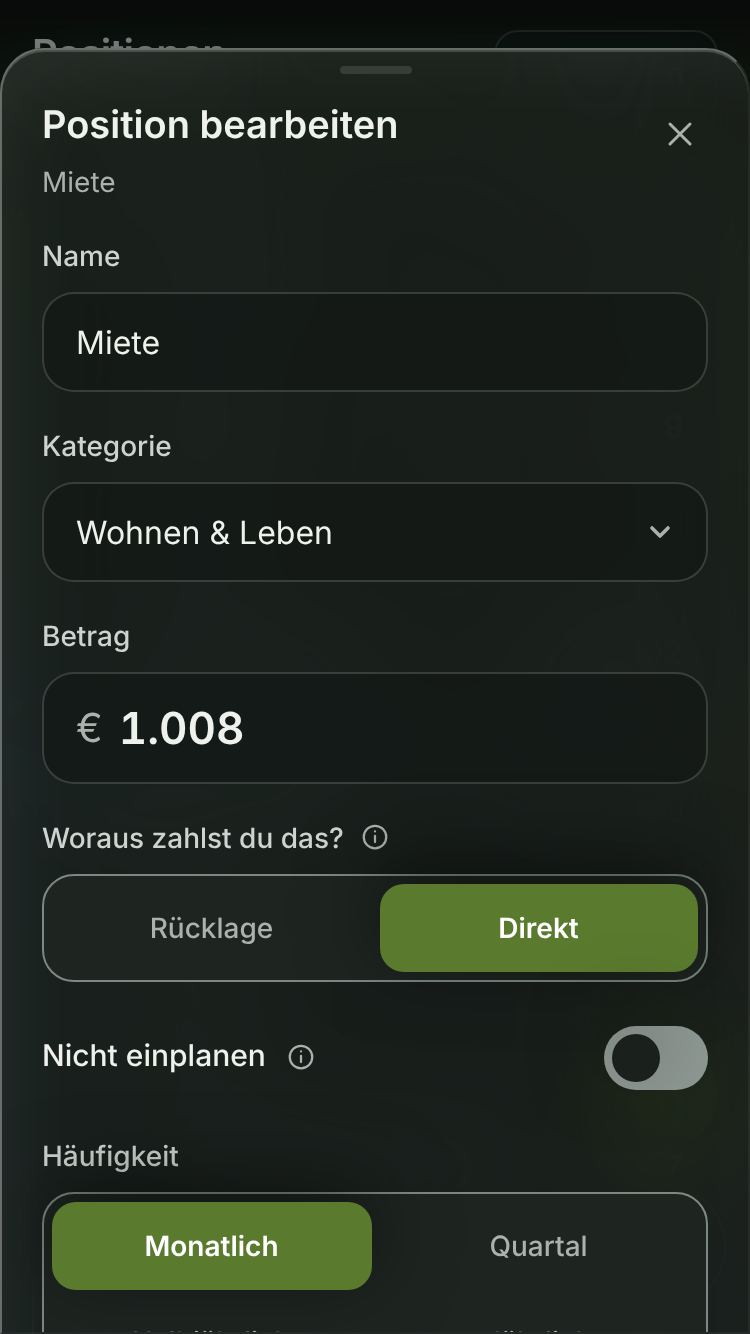 Position bearbeiten
Miete
Name
Miete
Kategorie
Wohnen & Leben
Betrag
€ 1.008
Woraus zahlst du das?
Rücklage Direkt
Nicht einplanen
Häufigkeit
Monatlich Quartal